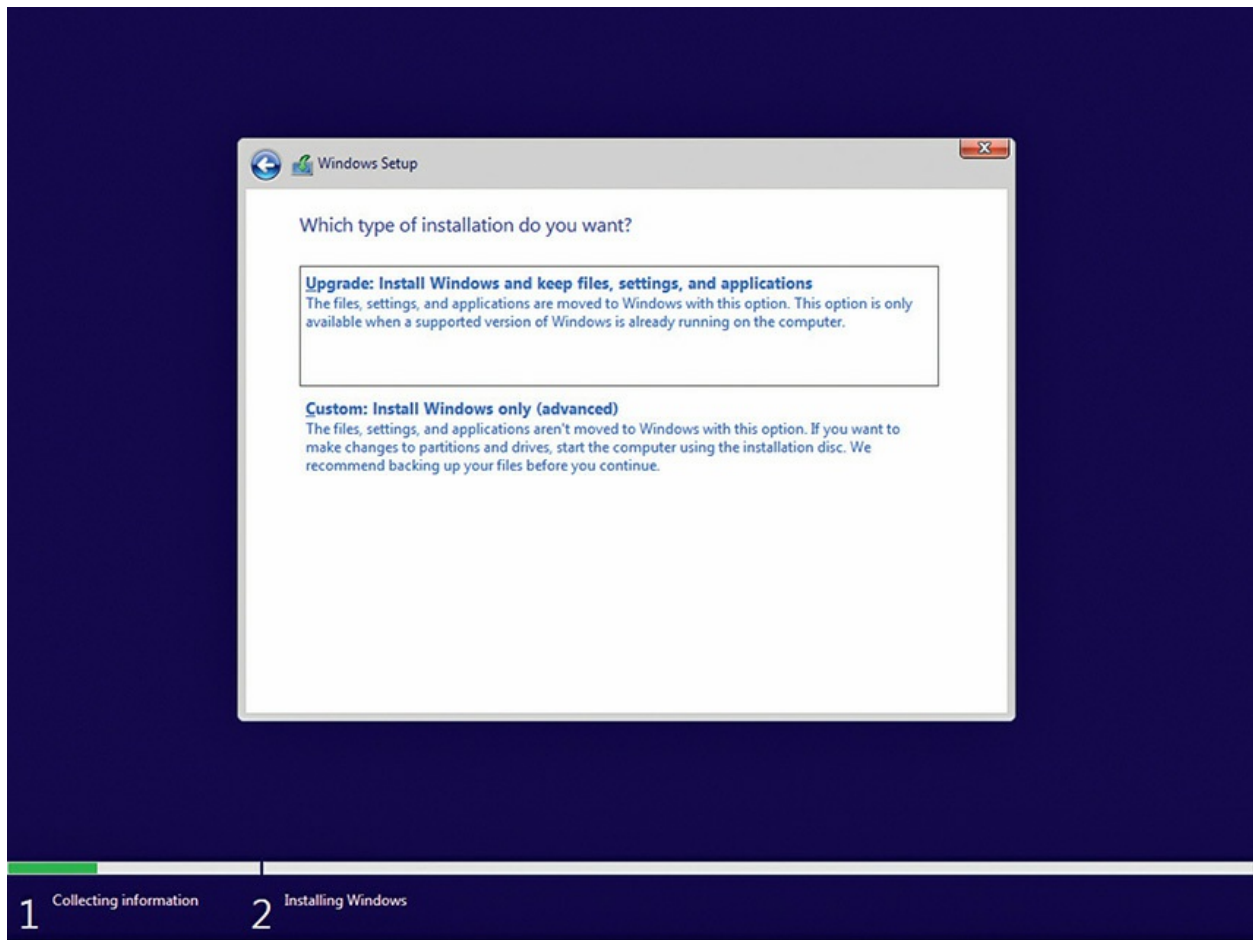 Windows Setup
Which type of installation do you want?
Upgrade: Install Windows and keep files, settings, and applications
The files, settings, and applications are moved to Windows with this option. This option is only
available when a supported version of Windows is already running on the computer.
Custom: Install Windows only (advanced)
The files, settings, and applications aren't moved to Windows with this option. If you want to
make changes to partitions and drives, start the computer using the installation disc. We
recommend backing up your files before you continue.
1 Collecting information 2 Installing Windows